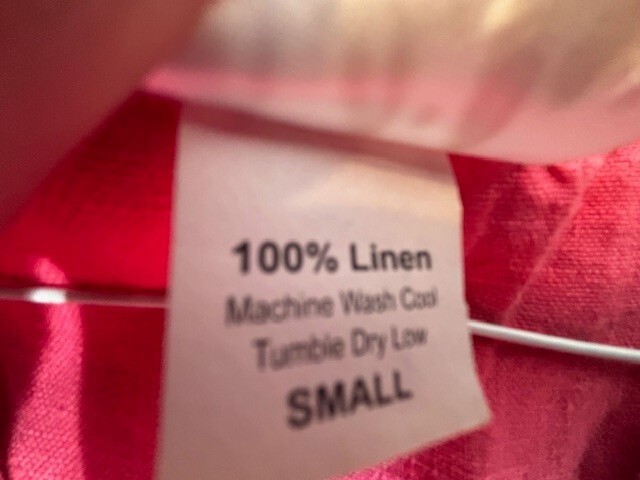 100% Linen
Machine Wash Cool
Tumble Dry Low
SMALL